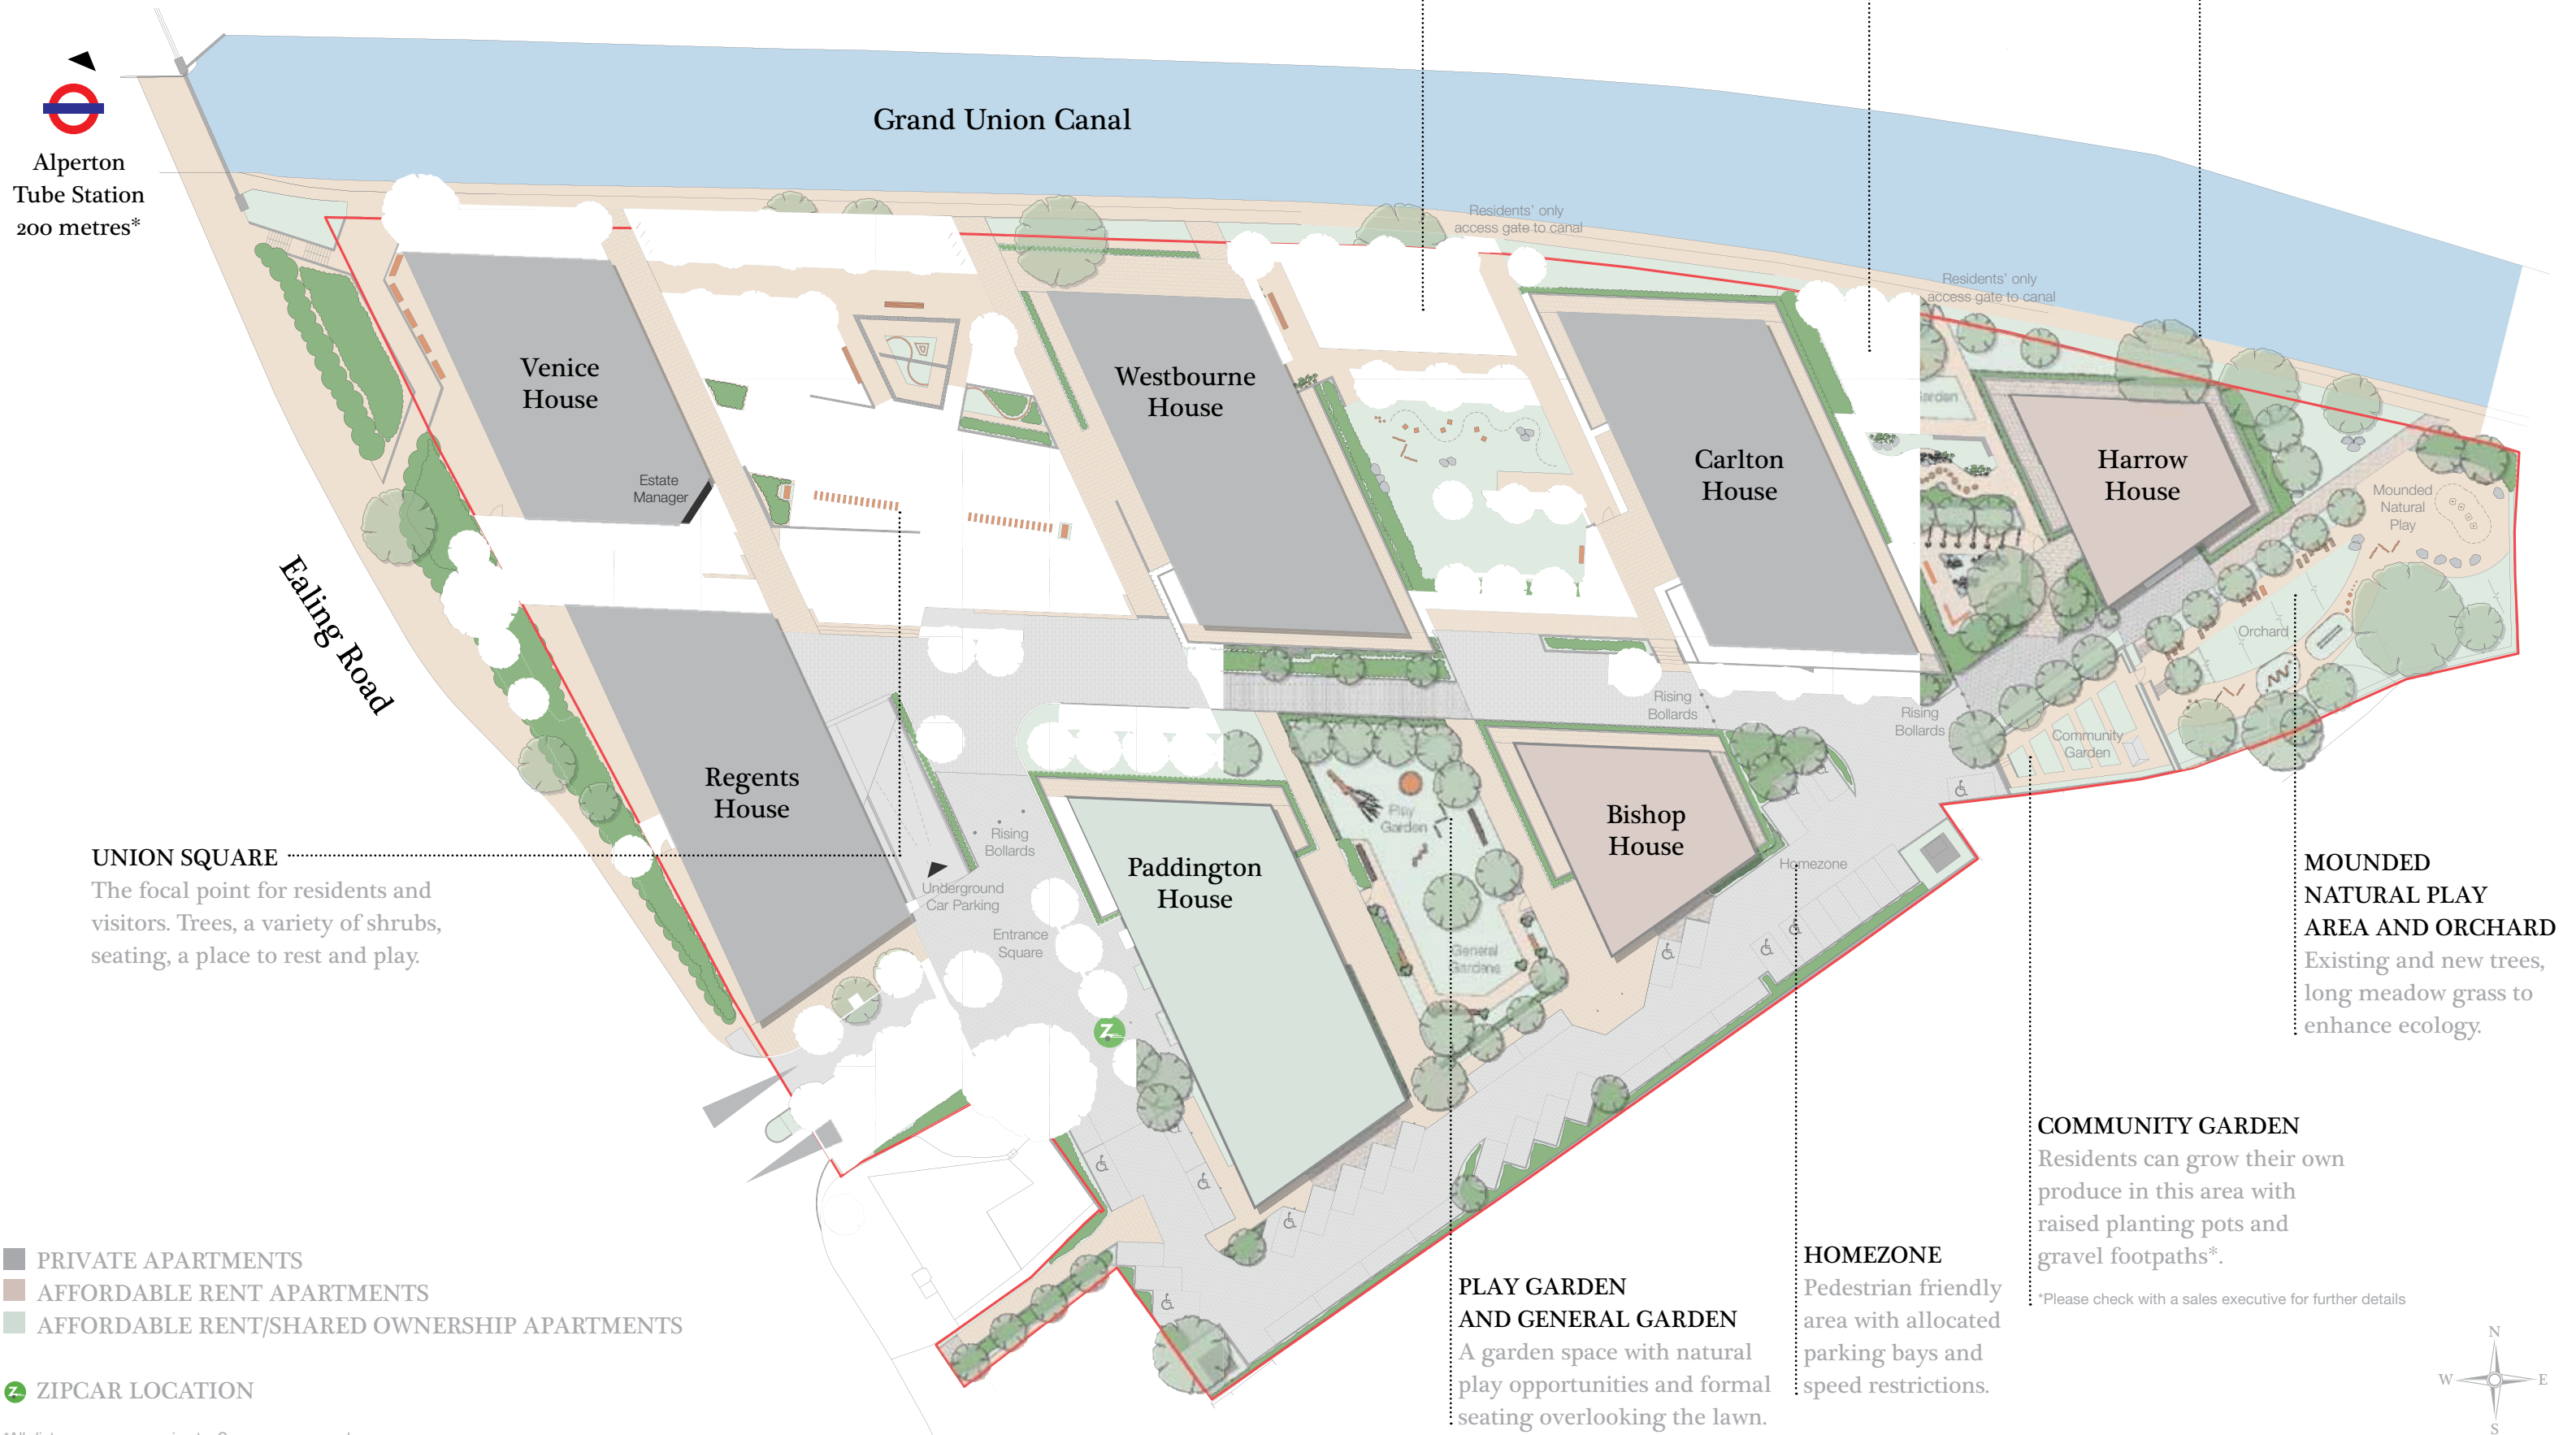 Grand Union Canal
Alperton
Tube Station
200 metres*
Residents' only
access gate to canal
Residents' only
access gate to canal
Venice
House
Westbourne
House
Carlton
House
Harrow
House
Estate
Manager
Garden
Mounded
Natural
Play
Ealing Road
Orchard
Rising
Bollards
Rising
Bollards
Community
Garden
Regents
House
Play
Garden
Bishop
House
Rising
Bollards
Paddington
House
Homezone
Underground
Car Parking
Entrance
Square
General
Gardens
Z
UNION SQUARE
The focal point for residents and
visitors. Trees, a variety of shrubs,
seating, a place to rest and play.
MOUNDED
NATURAL PLAY
AREA AND ORCHARD
Existing and new trees,
long meadow grass to
enhance ecology.
COMMUNITY GARDEN
Residents can grow their own
produce in this area with
raised planting pots and
gravel footpaths*.
*Please check with a sales executive for further details
HOMEZONE
Pedestrian friendly
area with allocated
parking bays and
speed restrictions.
PLAY GARDEN
AND GENERAL GARDEN
A garden space with natural
play opportunities and formal
seating overlooking the lawn.
PRIVATE APARTMENTS
AFFORDABLE RENT APARTMENTS
AFFORDABLE RENT/SHARED OWNERSHIP APARTMENTS
Z ZIPCAR LOCATION
N
W E
S